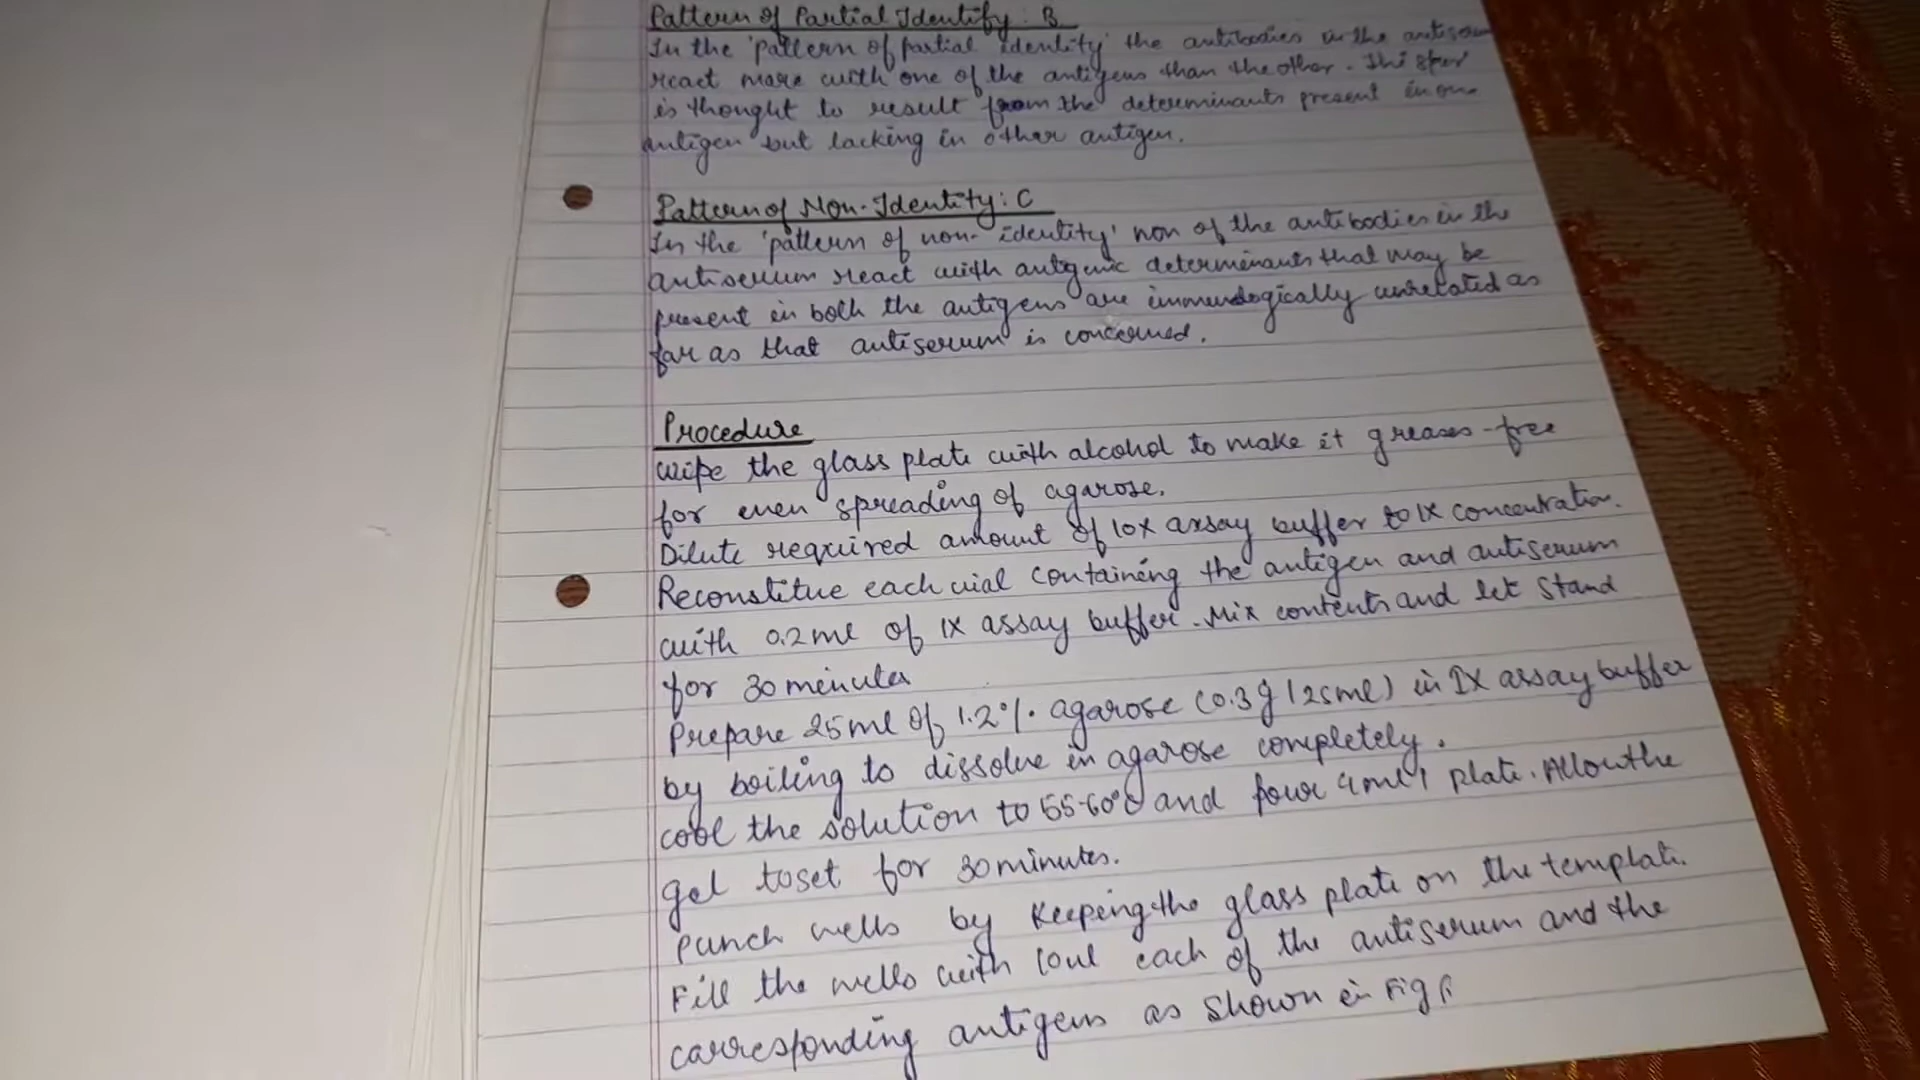 Pattern of Partial Identity: B
In the 'pattern of partial identity' the antibodies in the
react more with one of the antigens than the other. The spur
is thought to result from the determinants present in
antigen but lacking in other antigen.
Pattern of Non-Identity: C
In the 'pattern of non-identity' non of the antibodies in the
antiserum react with antigenic determinants that may be
present in both the antigens are immunologically unrelated as
far as that antiserum is concerned.
Procedure
wipe the glass plate with alcohol to make it greases-free
for even spreading of agarose.
Dilute required amount of 10X assay buffer to 1X concentration.
Reconstitue each vial containing the antigen and antiserum
with 0.2ml of 1X assay buffer. Mix contents and let stand
for 30 minutes
Prepare 25ml of 1.2%. agarose (0.3g/25ml) in 1X assay buffer
by boiling to dissolve in agarose completely.
cool the solution to 55-60°C and pour 4ml/plate. Allow the
gel to set for 30 minutes.
punch wells by keeping the glass plate on the template.
Fill the wells with 10ul each of the antiserum and the
corresponding antigens as shown in Fig